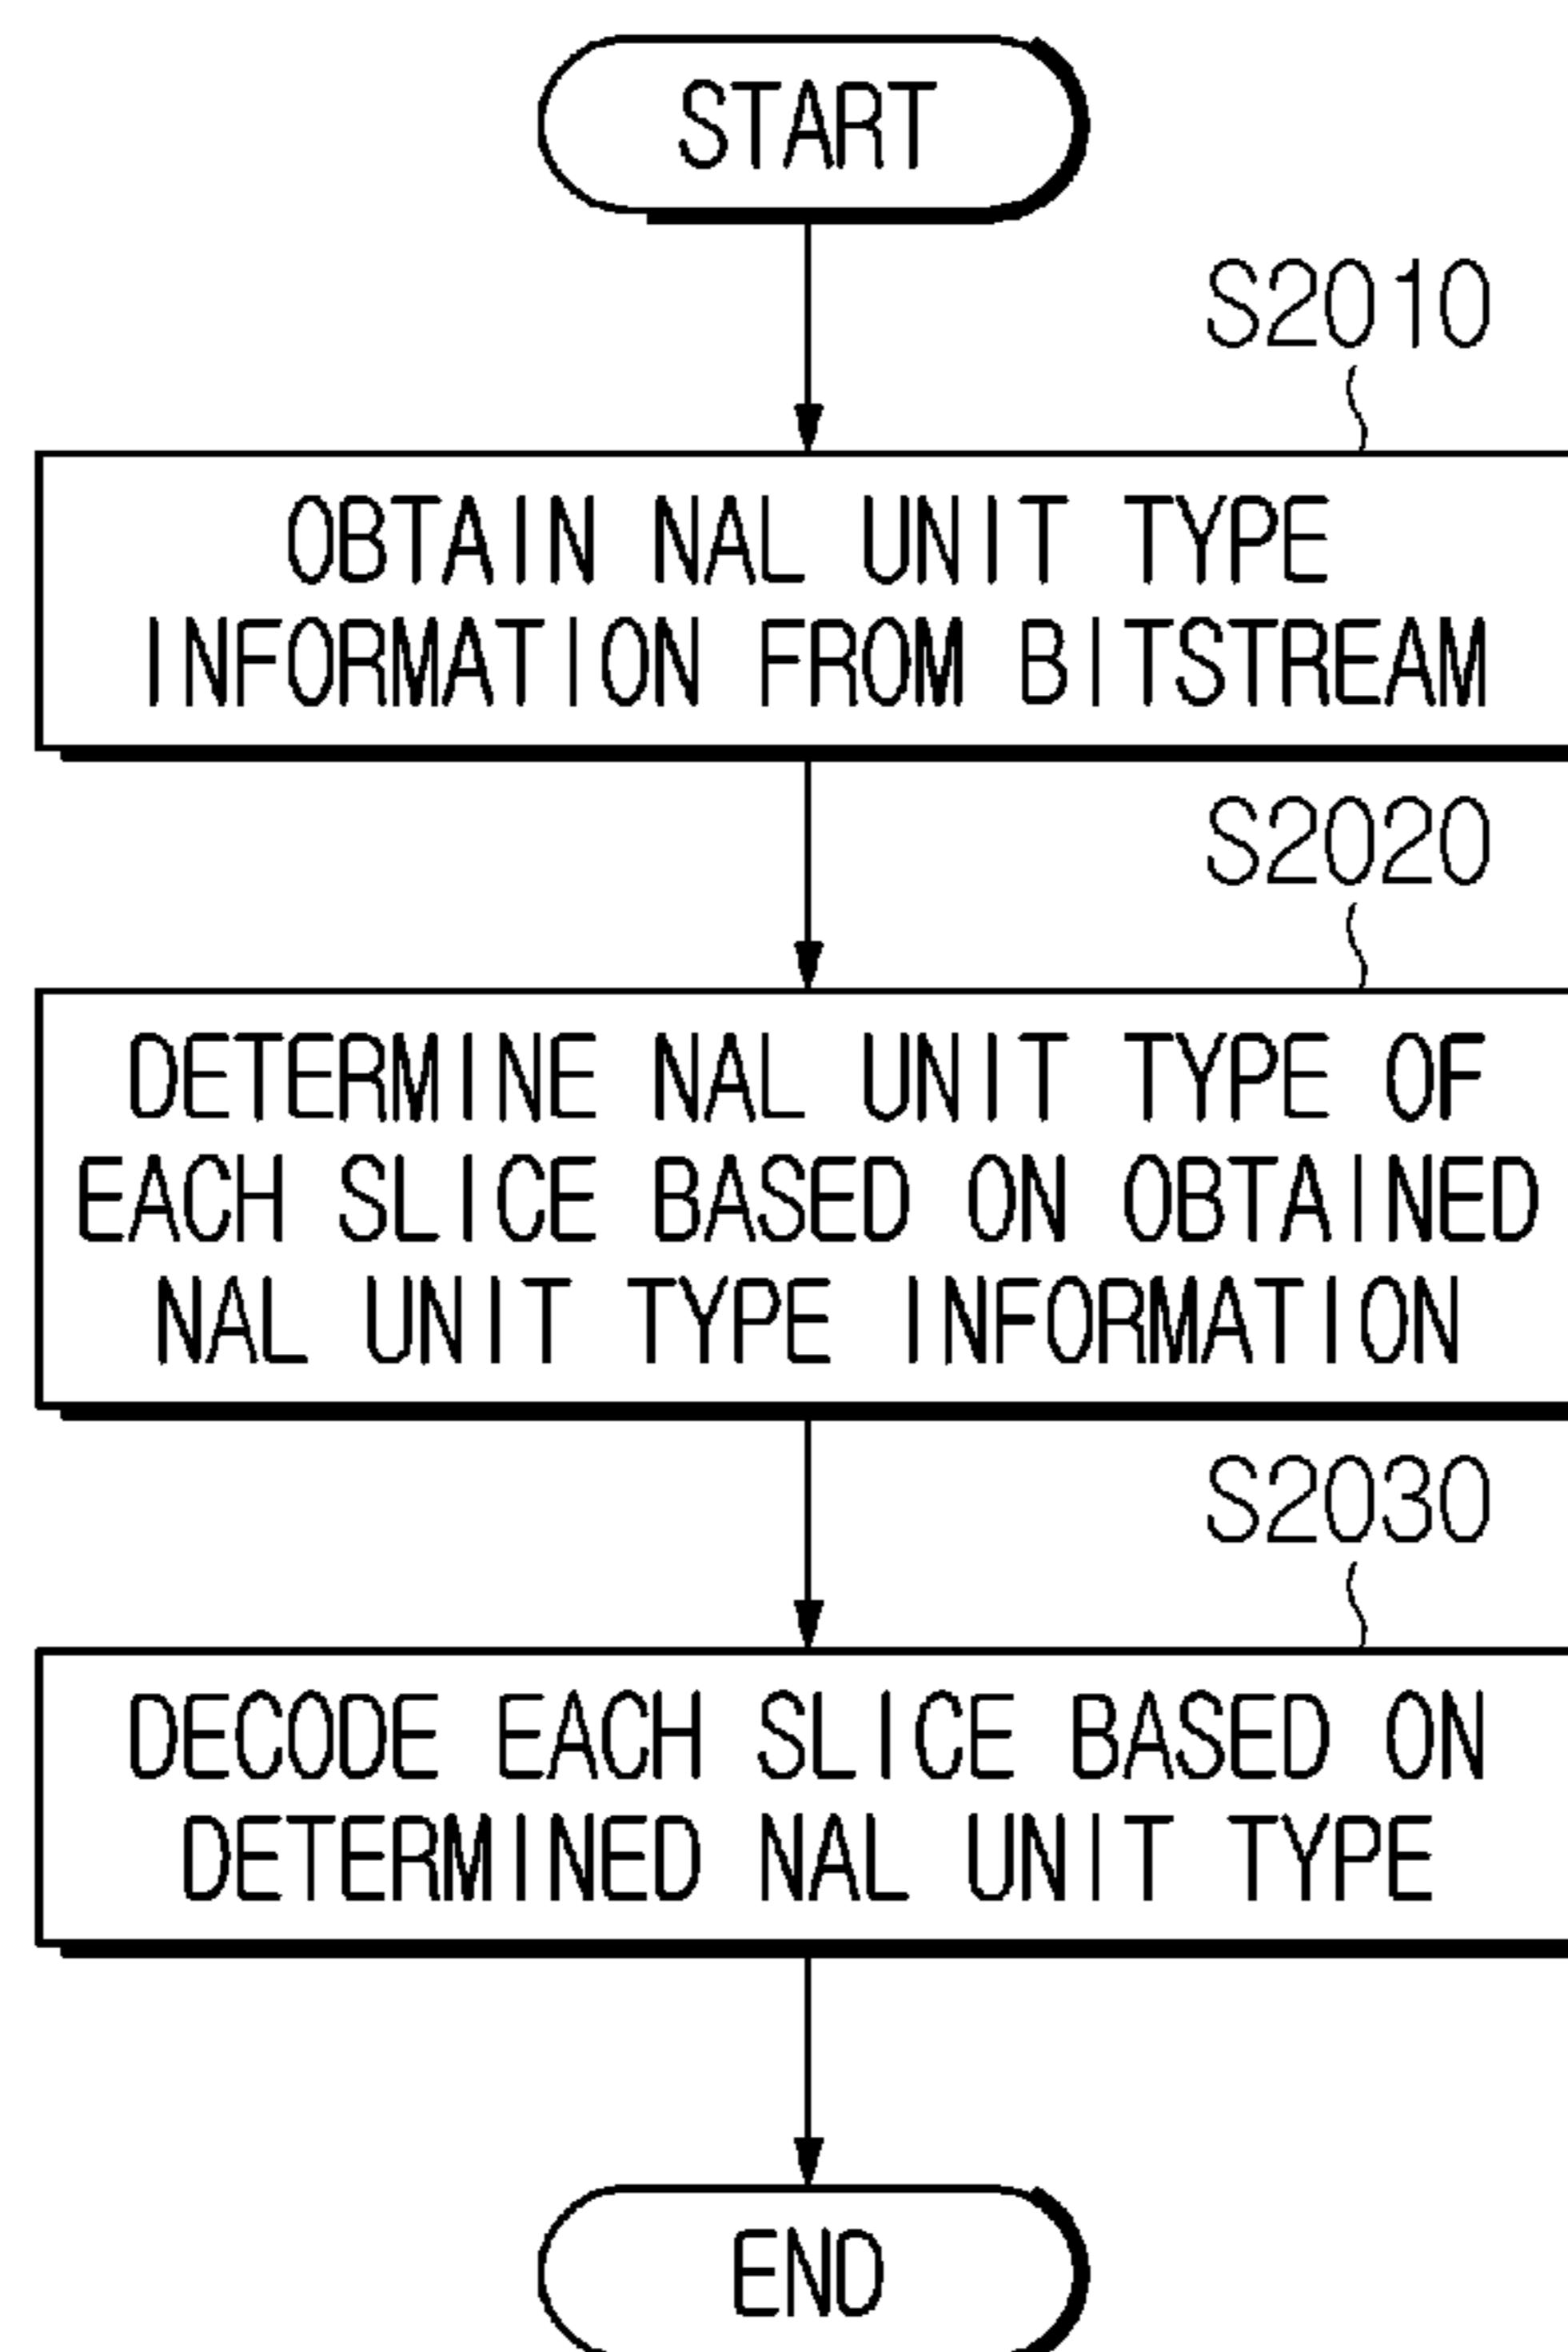 START
S2010
OBTAIN NAL UNIT TYPE
INFORMATION FROM BITSTREAM
S2020
DETERMINE NAL UNIT TYPE OF
EACH SLICE BASED ON OBTAINED
NAL UNIT TYPE INFORMATION
S2030
DECODE EACH SLICE BASED ON
DETERMINED NAL UNIT TYPE
END